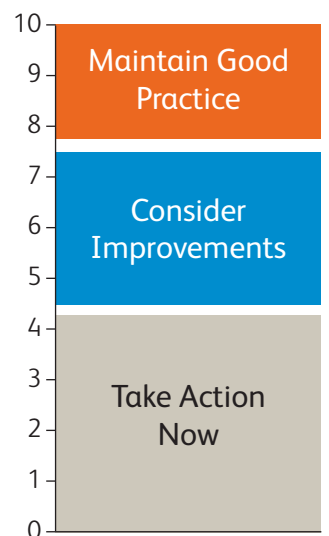 10
Maintain Good
9
Practice
8
7
Consider
6
Improvements
5
4
3
Take Action
2
Now
1
0